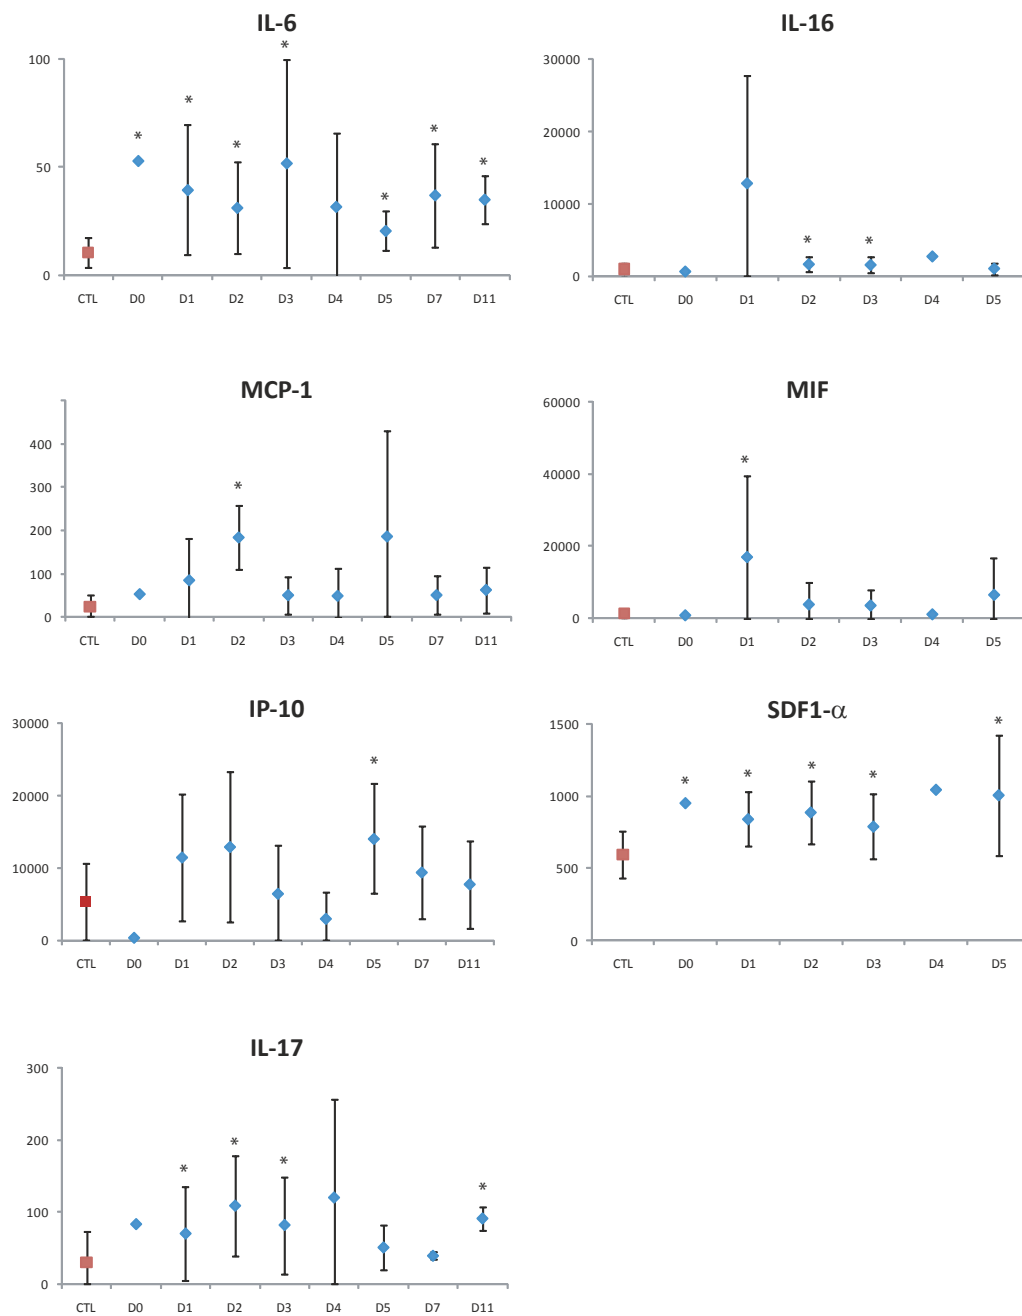 IL-6
*
100
*
*
*
*
*
50
*
0
CTL D0 D1 D2 D3 D4 D5 D7 D11
IL-16
30000
20000
10000
* *
0
CTL D0 D1 D2 D3 D4 D5
MCP-1
400
*
300
200
100
0
CTL D0 D1 D2 D3 D4 D5 D7 D11
MIF
60000
*
40000
20000
0
CTL D0 D1 D2 D3 D4 D5
IP-10
30000
*
20000
10000
0
CTL D0 D1 D2 D3 D4 D5 D7 D11
SDF1-α
1500
*
* * * *
1000
500
0
CTL D0 D1 D2 D3 D4 D5
IL-17
300
200
* * *
*
100
0
CTL D0 D1 D2 D3 D4 D5 D7 D11